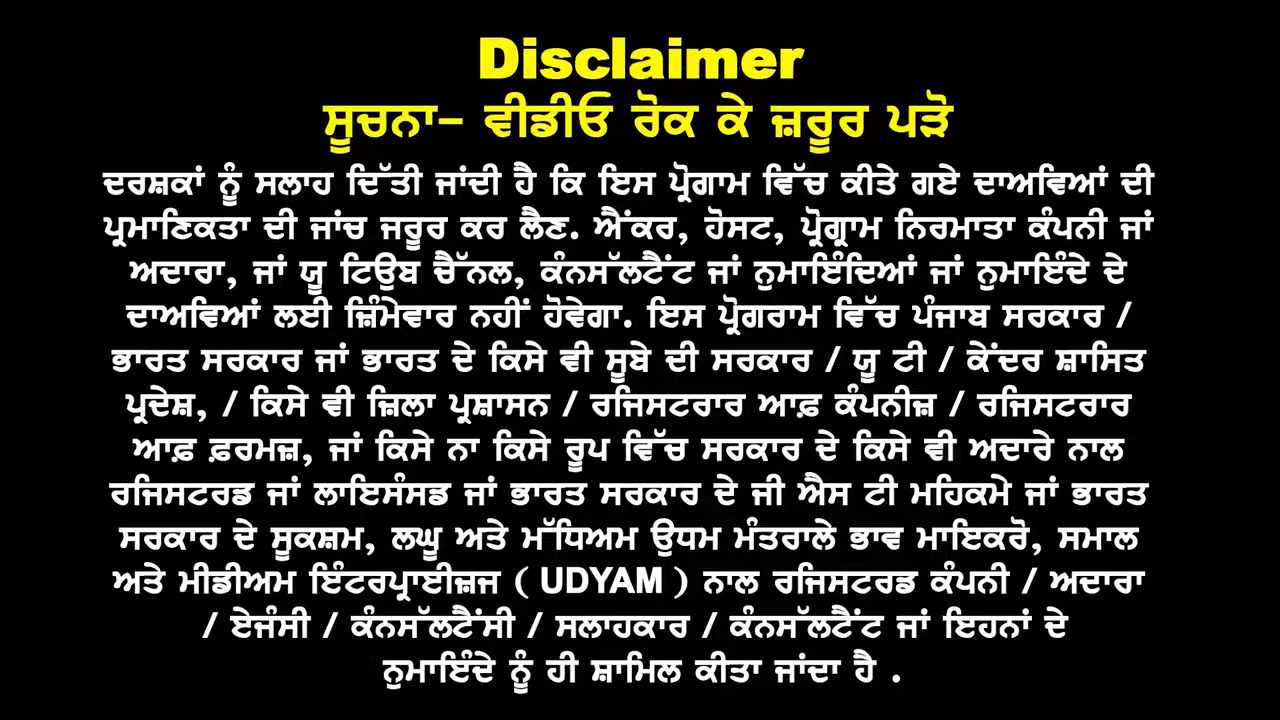 Disclaimer
ਸੂਚਨਾ- ਵੀਡੀਓ ਰੋਕ ਕੇ ਜ਼ਰੂਰ ਪੜੋ
ਦਰਸ਼ਕਾਂ ਨੂੰ ਸਲਾਹ ਦਿੱਤੀ ਜਾਂਦੀ ਹੈ ਕਿ ਇਸ ਪ੍ਰੋਗਾਮ ਵਿੱਚ ਕੀਤੇ ਗਏ ਦਾਅਵਿਆਂ ਦੀ
ਪ੍ਰਮਾਣਿਕਤਾ ਦੀ ਜਾਂਚ ਜਰੂਰ ਕਰ ਲੈਣ. ਐਂਕਰ, ਹੋਸਟ, ਪ੍ਰੋਗ੍ਰਾਮ ਨਿਰਮਾਤਾ ਕੰਪਨੀ ਜਾਂ
ਅਦਾਰਾ, ਜਾਂ ਯੂ ਟਿਊਬ ਚੈੱਨਲ, ਕੰਨਸੱਲਟੈਂਟ ਜਾਂ ਨੁਮਾਇੰਦਿਆਂ ਜਾਂ ਨੁਮਾਇੰਦੇ ਦੇ
ਦਾਅਵਿਆਂ ਲਈ ਜ਼ਿੰਮੇਵਾਰ ਨਹੀਂ ਹੋਵੇਗਾ. ਇਸ ਪ੍ਰੋਗਰਾਮ ਵਿੱਚ ਪੰਜਾਬ ਸਰਕਾਰ /
ਭਾਰਤ ਸਰਕਾਰ ਜਾਂ ਭਾਰਤ ਦੇ ਕਿਸੇ ਵੀ ਸੂਬੇ ਦੀ ਸਰਕਾਰ / ਯੂ ਟੀ / ਕੇਂਦਰ ਸ਼ਾਸਿਤ
ਪ੍ਰਦੇਸ਼, / ਕਿਸੇ ਵੀ ਜ਼ਿਲਾ ਪ੍ਰਸ਼ਾਸਨ / ਰਜਿਸਟਰਾਰ ਆਫ਼ ਕੰਪਨੀਜ਼ / ਰਜਿਸਟਰਾਰ
ਆਫ਼ ਫ਼ਰਮਜ਼, ਜਾਂ ਕਿਸੇ ਨਾ ਕਿਸੇ ਰੂਪ ਵਿੱਚ ਸਰਕਾਰ ਦੇ ਕਿਸੇ ਵੀ ਅਦਾਰੇ ਨਾਲ
ਰਜਿਸਟਰਡ ਜਾਂ ਲਾਇਸੰਸਡ ਜਾਂ ਭਾਰਤ ਸਰਕਾਰ ਦੇ ਜੀ ਐਸ ਟੀ ਮਹਿਕਮੇ ਜਾਂ ਭਾਰਤ
ਸਰਕਾਰ ਦੇ ਸੂਕਸ਼ਮ, ਲਘੂ ਅਤੇ ਮੱਧਿਅਮ ਉਧਮ ਮੰਤਰਾਲੇ ਭਾਵ ਮਾਇਕਰੋ, ਸਮਾਲ
ਅਤੇ ਮੀਡੀਅਮ ਇੰਟਰਪ੍ਰਾਈਜ਼ਜ ( UDYAM ) ਨਾਲ ਰਜਿਸਟਰਡ ਕੰਪਨੀ / ਅਦਾਰਾ
/ ਏਜੰਸੀ / ਕੰਨਸੱਲਟੈਂਸੀ / ਸਲਾਹਕਾਰ / ਕੰਨਸੱਲਟੈਂਟ ਜਾਂ ਇਹਨਾਂ ਦੇ
ਨੁਮਾਇੰਦੇ ਨੂੰ ਹੀ ਸ਼ਾਮਿਲ ਕੀਤਾ ਜਾਂਦਾ ਹੈ .